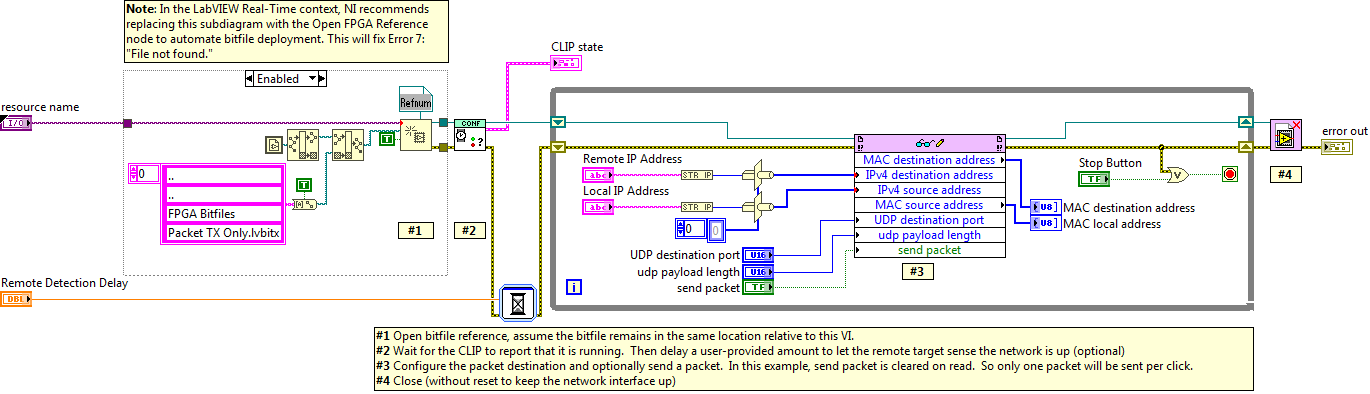 Note: In the LabVIEW Real-Time context, NI recommends
replacing this subdiagram with the Open FPGA Reference
node to automate bitfile deployment. This will fix Error 7:
"File not found."
CLIP state
Enabled
resource name
I/O
Refnum
CONF
?
T
0
..
..
FPGA Bitfiles
Packet TX Only.lvbitx
T
#1
#2
Remote Detection Delay
DBL
Remote IP Address
abc
STR IP
Local IP Address
abc
STR IP
0
0
UDP destination port
U16
udp payload length
U16
send packet
TF
i
MAC destination address
IPv4 destination address
IPv4 source address
MAC source address
UDP destination port
udp payload length
send packet
#3
U8
MAC destination address
U8
MAC local address
Stop Button
TF
V
#4
error out
#1 Open bitfile reference, assume the bitfile remains in the same location relative to this VI.
#2 Wait for the CLIP to report that it is running.  Then delay a user-provided amount to let the remote target sense the network is up (optional)
#3 Configure the packet destination and optionally send a packet.  In this example, send packet is cleared on read.  So only one packet will be sent per click.
#4 Close (without reset to keep the network interface up)